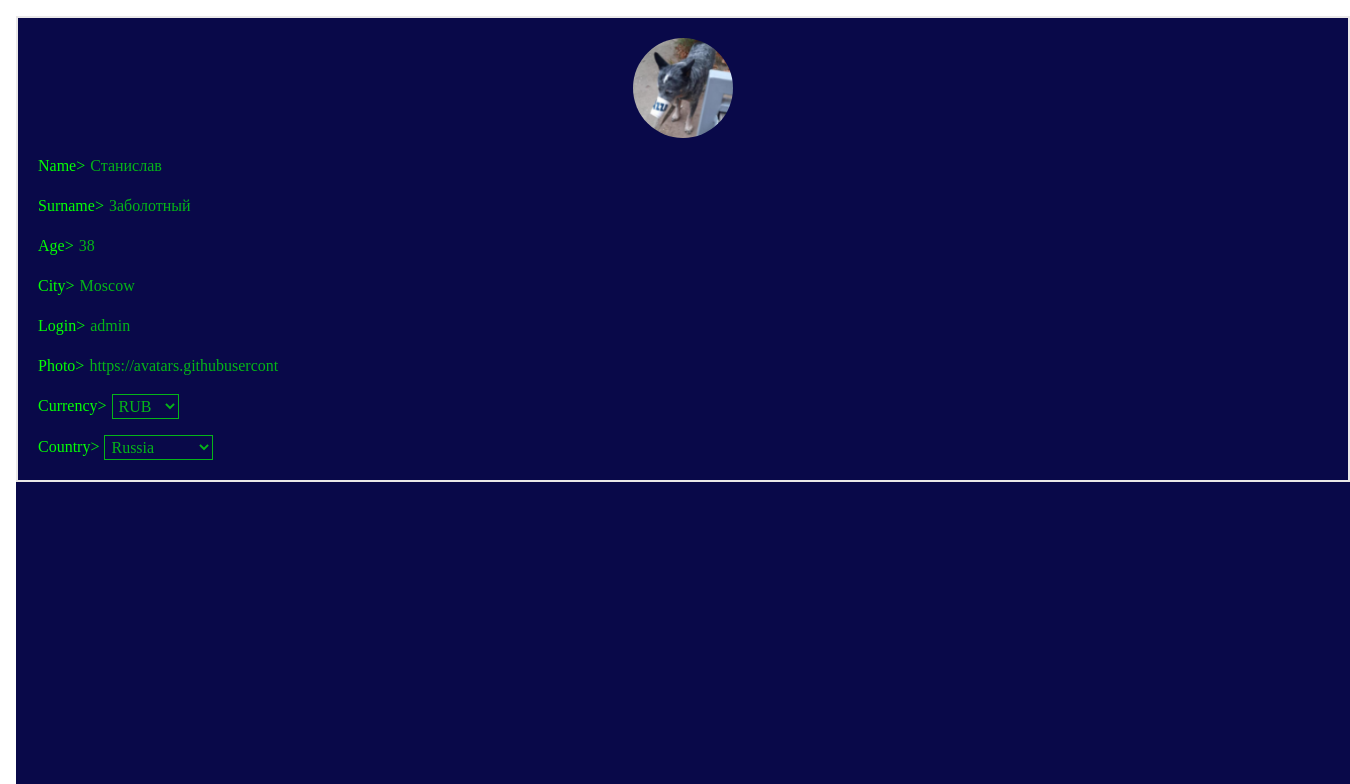 Name> Станислав
Surname> Заболотный
Age> 38
City> Moscow
Login> admin
Photo> https://avatars.githubusercont
Currency> RUB
Country> Russia